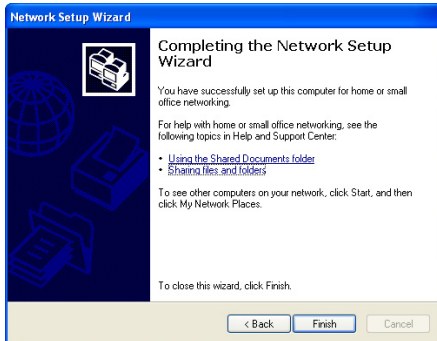 Network Setup Wizard
Completing the Network Setup
Wizard
You have successfully set up this computer for home or small
office networking.
For help with home or small office networking, see the
following topics in Help and Support Center:
• Using the Shared Documents folder
• Sharing files and folders
To see other computers on your network, click Start, and then
click My Network Places.
To close this wizard, click Finish.
< Back Finish Cancel